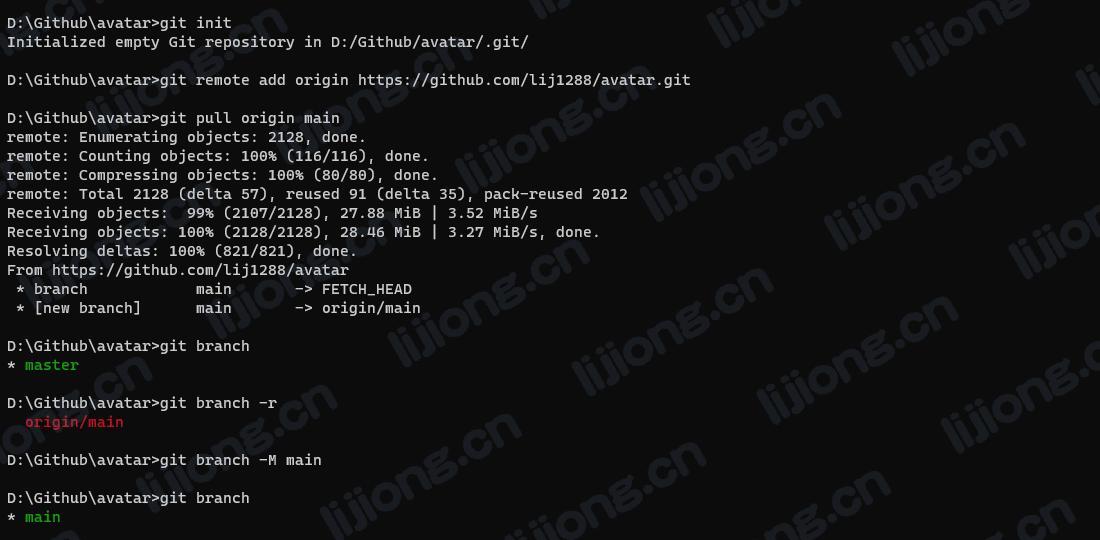 D:\Github\avatar>git init
Initialized empty Git repository in D:/Github/avatar/.git/
D:\Github\avatar>git remote add origin https://github.com/lij1288/avatar.git
D:\Github\avatar>git pull origin main
remote: Enumerating objects: 2128, done.
remote: Counting objects: 100% (116/116), done.
remote: Compressing objects: 100% (80/80), done.
remote: Total 2128 (delta 57), reused 91 (delta 35), pack-reused 2012
Receiving objects:  99% (2107/2128), 27.88 MiB | 3.52 MiB/s
Receiving objects: 100% (2128/2128), 28.46 MiB | 3.27 MiB/s, done.
Resolving deltas: 100% (821/821), done.
From https://github.com/lij1288/avatar
 * branch            main       -> FETCH_HEAD
 * [new branch]      main       -> origin/main
D:\Github\avatar>git branch
* master
D:\Github\avatar>git branch -r
  origin/main
D:\Github\avatar>git branch -M main
D:\Github\avatar>git branch
* main
lijiong.cn